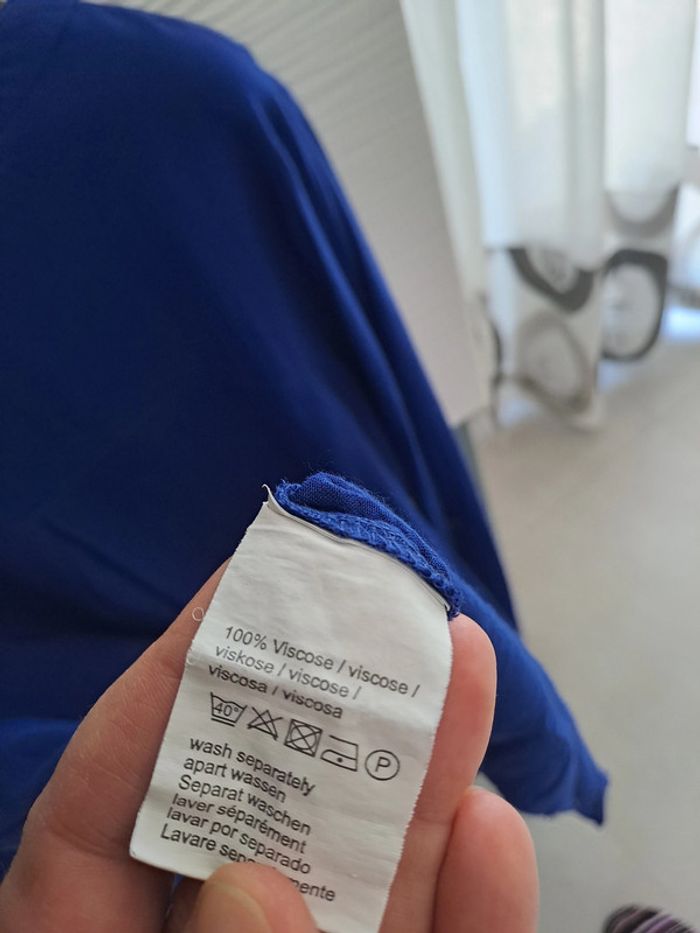 100% Viscose / viscose /
viskose / viscose /
viscosa / viscosa
40°
P
wash separately
apart wassen
Separat waschen
laver séparément
lavar por separado
Lavare